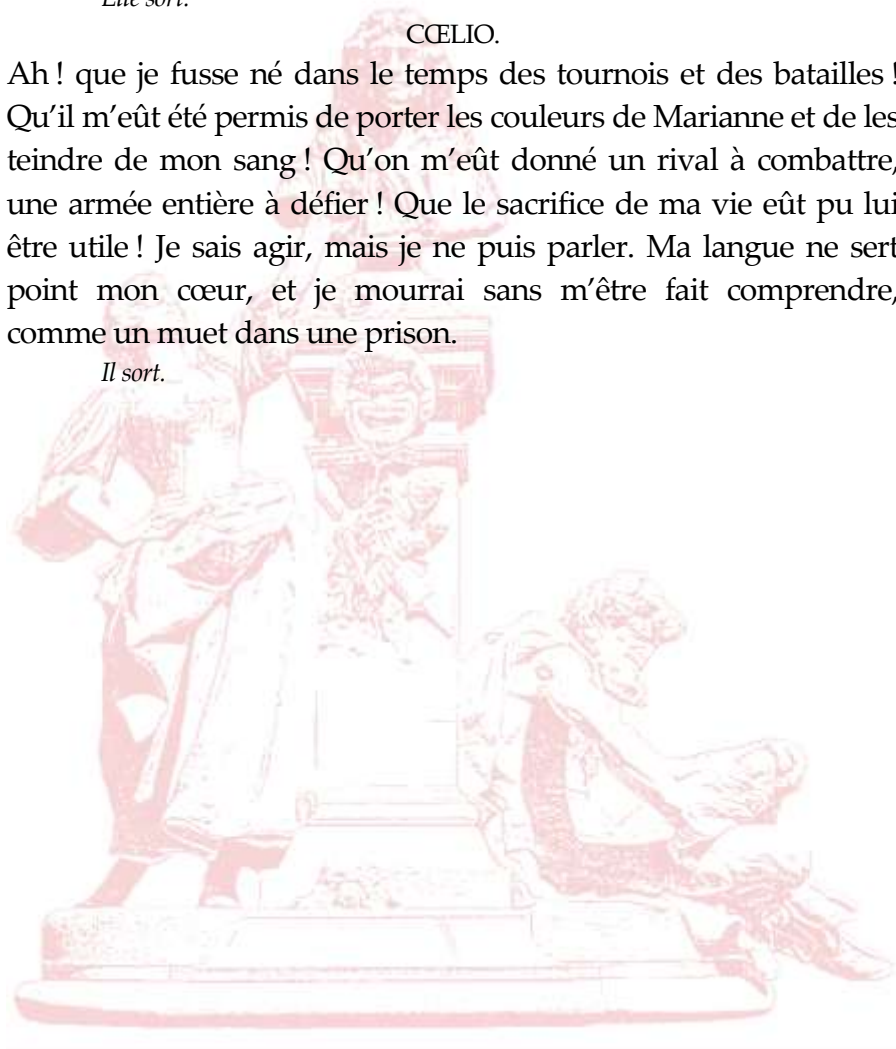 Elle sort.
CŒLIO.
Ah ! que je fusse né dans le temps des tournois et des batailles !
Qu’il m’eût été permis de porter les couleurs de Marianne et de les
teindre de mon sang ! Qu’on m’eût donné un rival à combattre,
une armée entière à défier ! Que le sacrifice de ma vie eût pu lui
être utile ! Je sais agir, mais je ne puis parler. Ma langue ne sert
point mon cœur, et je mourrai sans m’être fait comprendre,
comme un muet dans une prison.
Il sort.